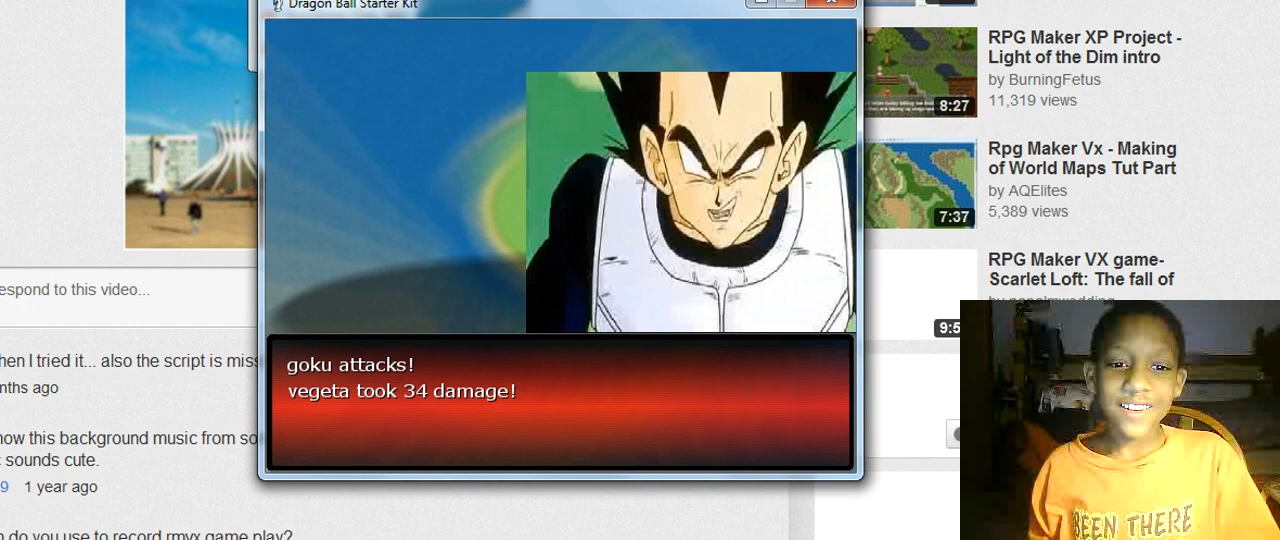 Dragon Ball Starter Kit
RPG Maker XP Project -
Light of the Dim intro
by BurningFetus
11,319 views
8:27
Rpg Maker Vx - Making
of World Maps Tut Part
by AQElites
5,389 views
7:37
RPG Maker VX game-
Scarlet Loft: The fall of
espond to this video...
goku attacks!
vegeta took 34 damage!
hen I tried it... also the script is miss
nths ago
now this background music from so
sounds cute.
9 1 year ago
do you use to record rmvx game play?
BEEN THERE